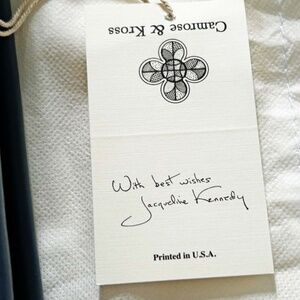 Camrose & Kross
With best wishes
Jacqueline Kennedy
Printed in U.S.A.